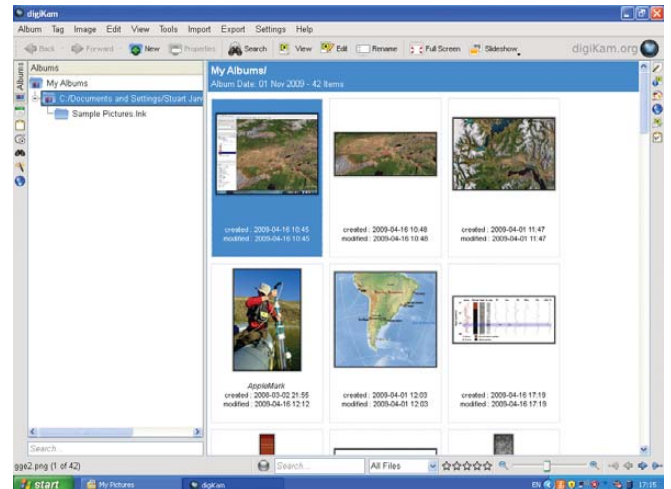 digiKam
Album Tag Image Edit View Tools Import Export Settings Help
Back Forward New Properties Search View Edit Rename Full Screen Slideshow digiKam.org
Albums
Albums
My Albums
C:/Documents and Settings/Stuart Jarv
Sample Pictures.lnk
Search...
My Albums/
Album Date: 01 Nov 2009 - 42 Items
created : 2009-04-16 10:45
modified : 2009-04-16 10:45
created : 2009-04-16 10:48
modified : 2009-04-16 10:48
created : 2009-04-01 11:47
modified : 2009-04-01 11:47
AppleMark
created : 2008-03-02 21:55
modified : 2009-04-16 12:12
created : 2009-04-01 12:03
modified : 2009-04-01 12:03
created : 2009-04-16 17:19
modified : 2009-04-16 17:19
gge2.png (1 of 42)
Search...
All Files
start
My Pictures
digiKam
EN
17:15